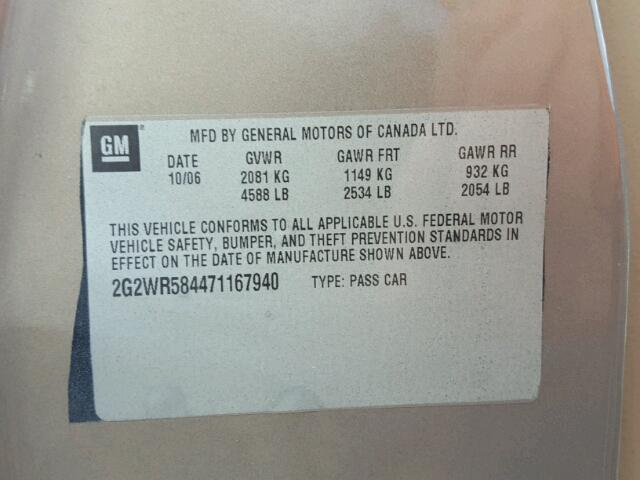 GM
MFD BY GENERAL MOTORS OF CANADA LTD.
DATE GVWR GAWR FRT GAWR RR
10/06 2081 KG 1149 KG 932 KG
4588 LB 2534 LB 2054 LB
THIS VEHICLE CONFORMS TO ALL APPLICABLE U.S. FEDERAL MOTOR
VEHICLE SAFETY, BUMPER, AND THEFT PREVENTION STANDARDS IN
EFFECT ON THE DATE OF MANUFACTURE SHOWN ABOVE.
2G2WR584471167940 TYPE: PASS CAR